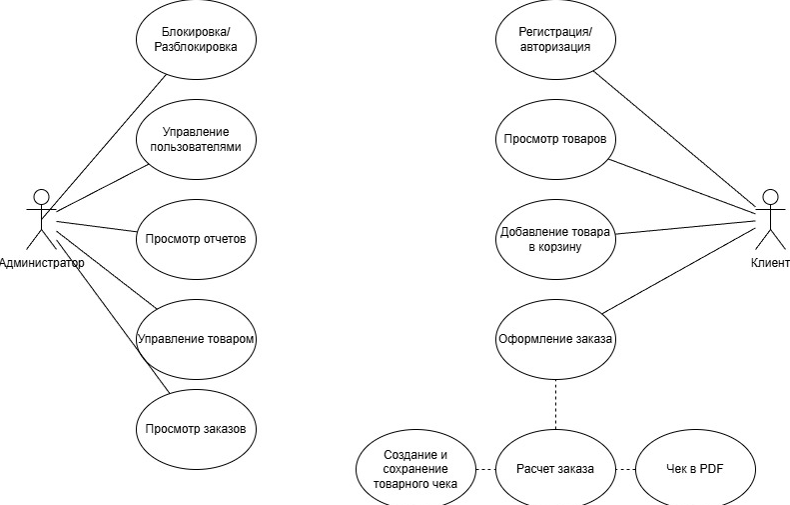 Блокировка/
Разблокировка
Управление
пользователями
Просмотр отчетов
Управление товаром
Просмотр заказов
Администратор
Регистрация/
авторизация
Просмотр товаров
Добавление товара
в корзину
Оформление заказа
Клиент
Создание и
сохранение
товарного чека
Расчет заказа
Чек в PDF